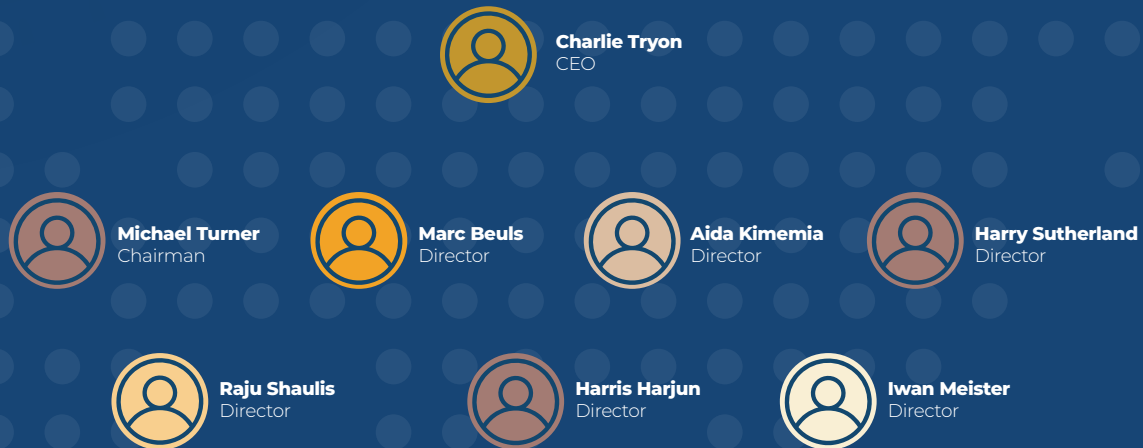 Charlie Tryon
CEO
Michael Turner
Chairman
Marc Beuls
Director
Aida Kimemia
Director
Harry Sutherland
Director
Raju Shaulis
Director
Harris Harjun
Director
Iwan Meister
Director